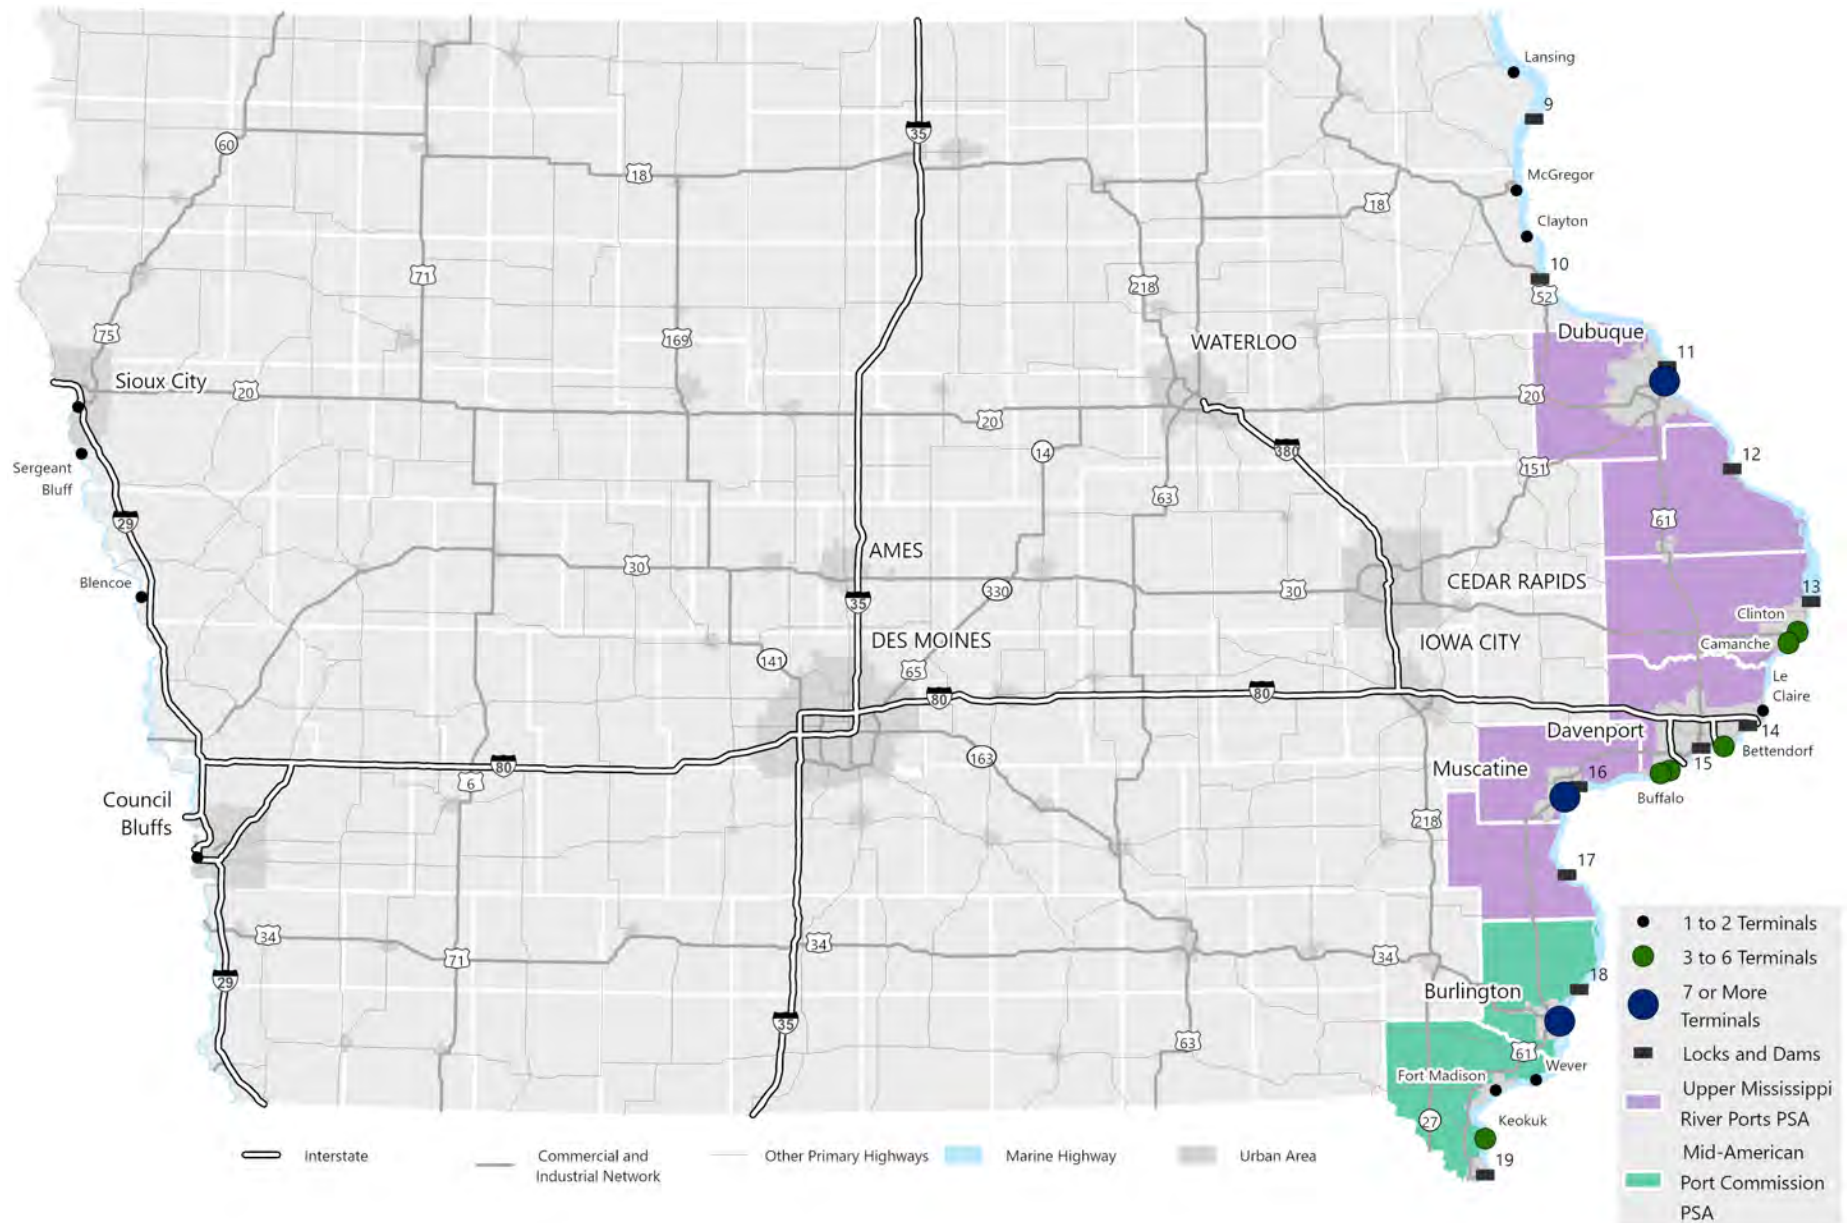 Lansing
9
35
60
McGregor
18
18
Clayton
10
71
218
52
Dubuque
75
169
WATERLOO
11
Sioux City
20
20
20
14
380
12
Sergeant
Bluff
151
63
29
61
AMES
30
CEDAR RAPIDS
Blencoe
330
30
13
35
Clinton
DES MOINES
IOWA CITY
Camanche
141
65
Le
Claire
80
80
Davenport
14
Bettendorf
163
80
Muscatine
15
16
6
Buffalo
Council
Bluffs
218
17
34
34
34
71
18
29
Burlington
35
63
61
Wever
Fort Madison
27
Keokuk
19
1 to 2 Terminals
3 to 6 Terminals
7 or More
Terminals
Locks and Dams
Upper Mississippi
River Ports PSA
Mid-American
Port Commission
PSA
Interstate
Commercial and
Industrial Network
Other Primary Highways
Marine Highway
Urban Area